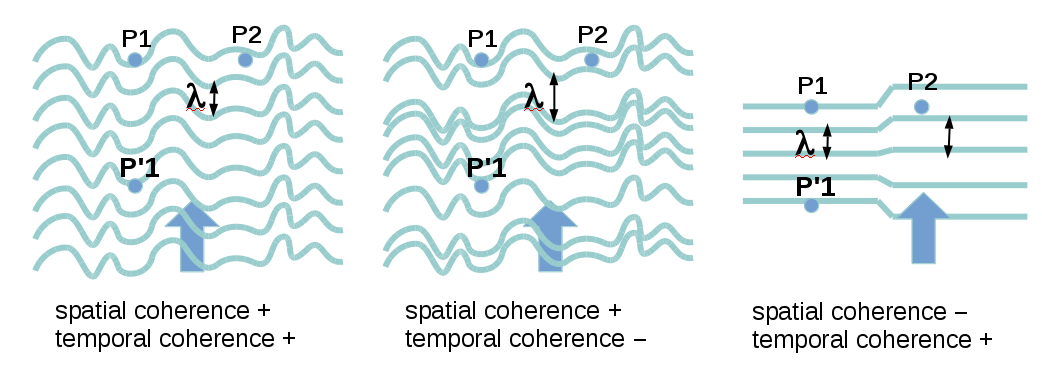 P1 P2
λ
P'1
spatial coherence +
temporal coherence +
P1 P2
λ
P'1
spatial coherence +
temporal coherence –
P1 P2
λ
P'1
spatial coherence –
temporal coherence +